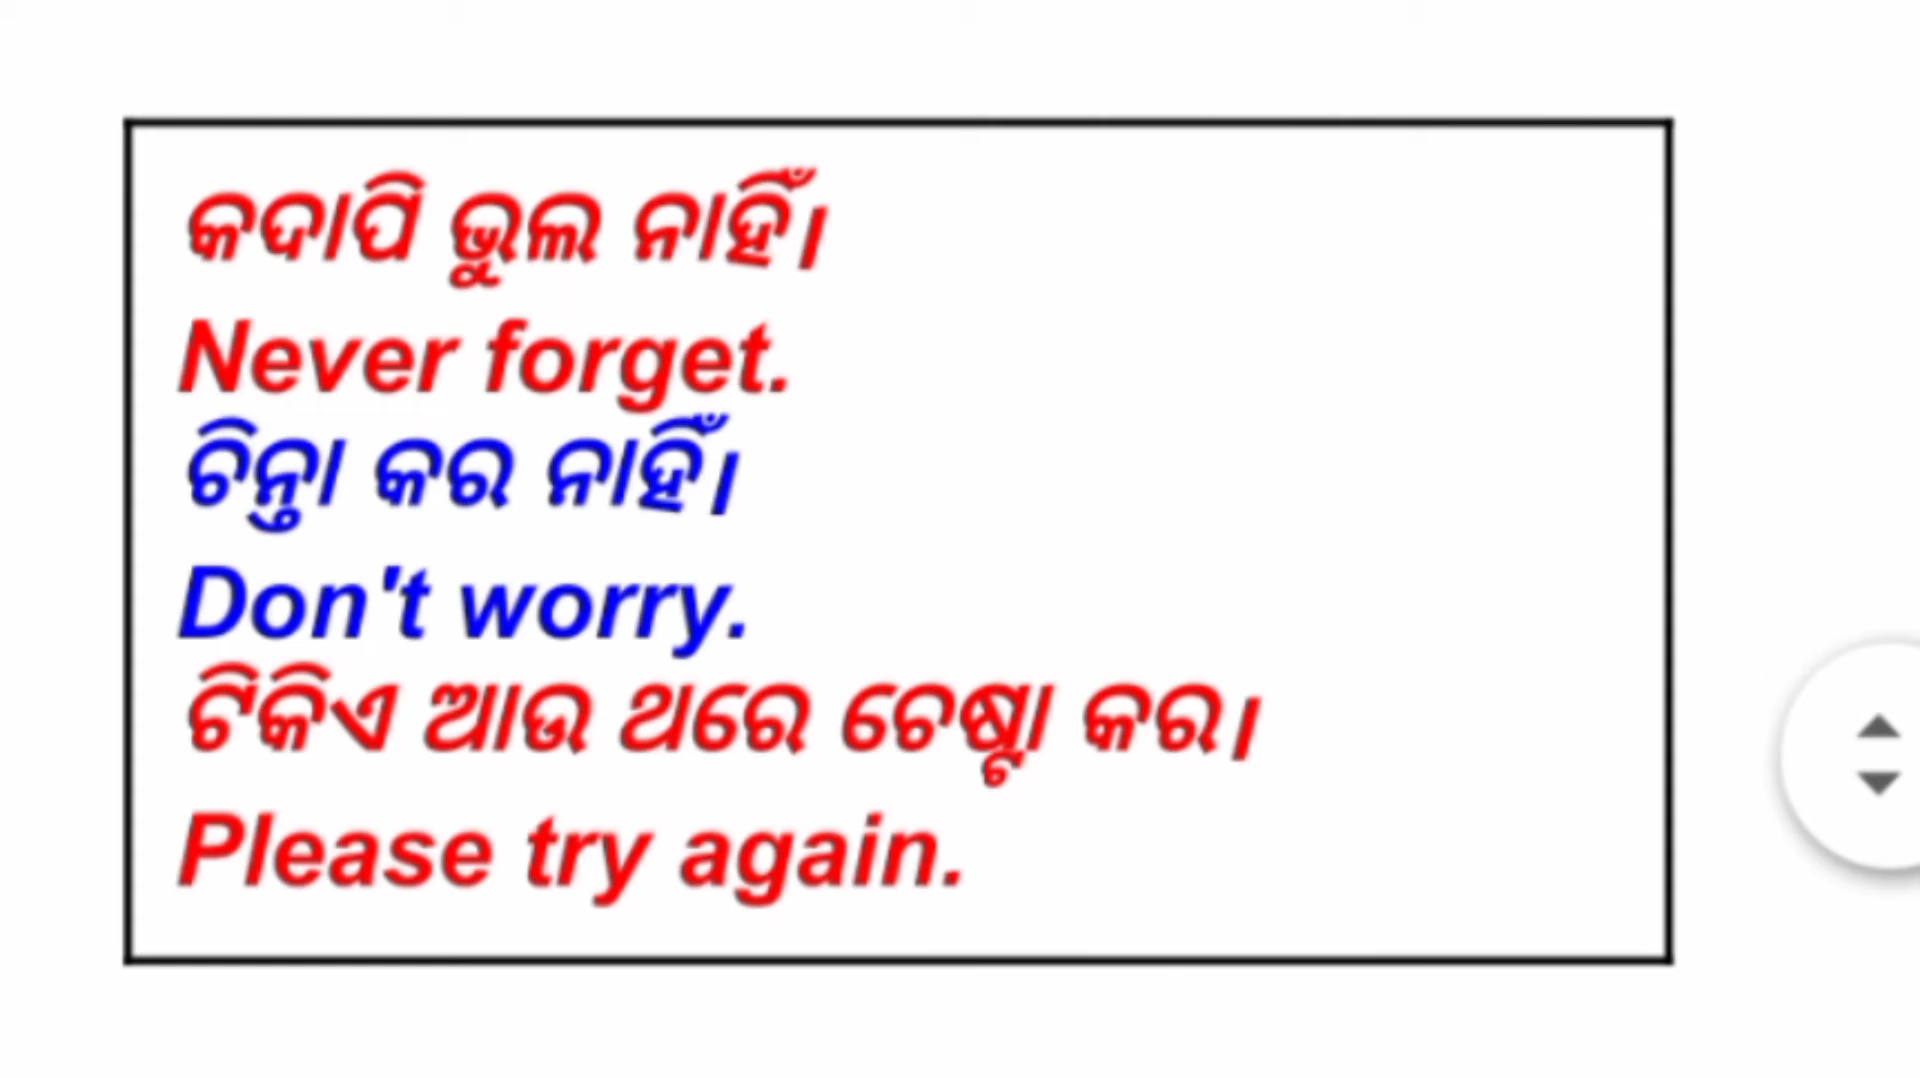 କଦାପି ଭୁଲ ନାହିଁ।
Never forget.
ଚିନ୍ତା କର ନାହିଁ।
Don't worry.
ଟିକିଏ ଆଉ ଥରେ ଚେଷ୍ଟା କର।
Please try again.